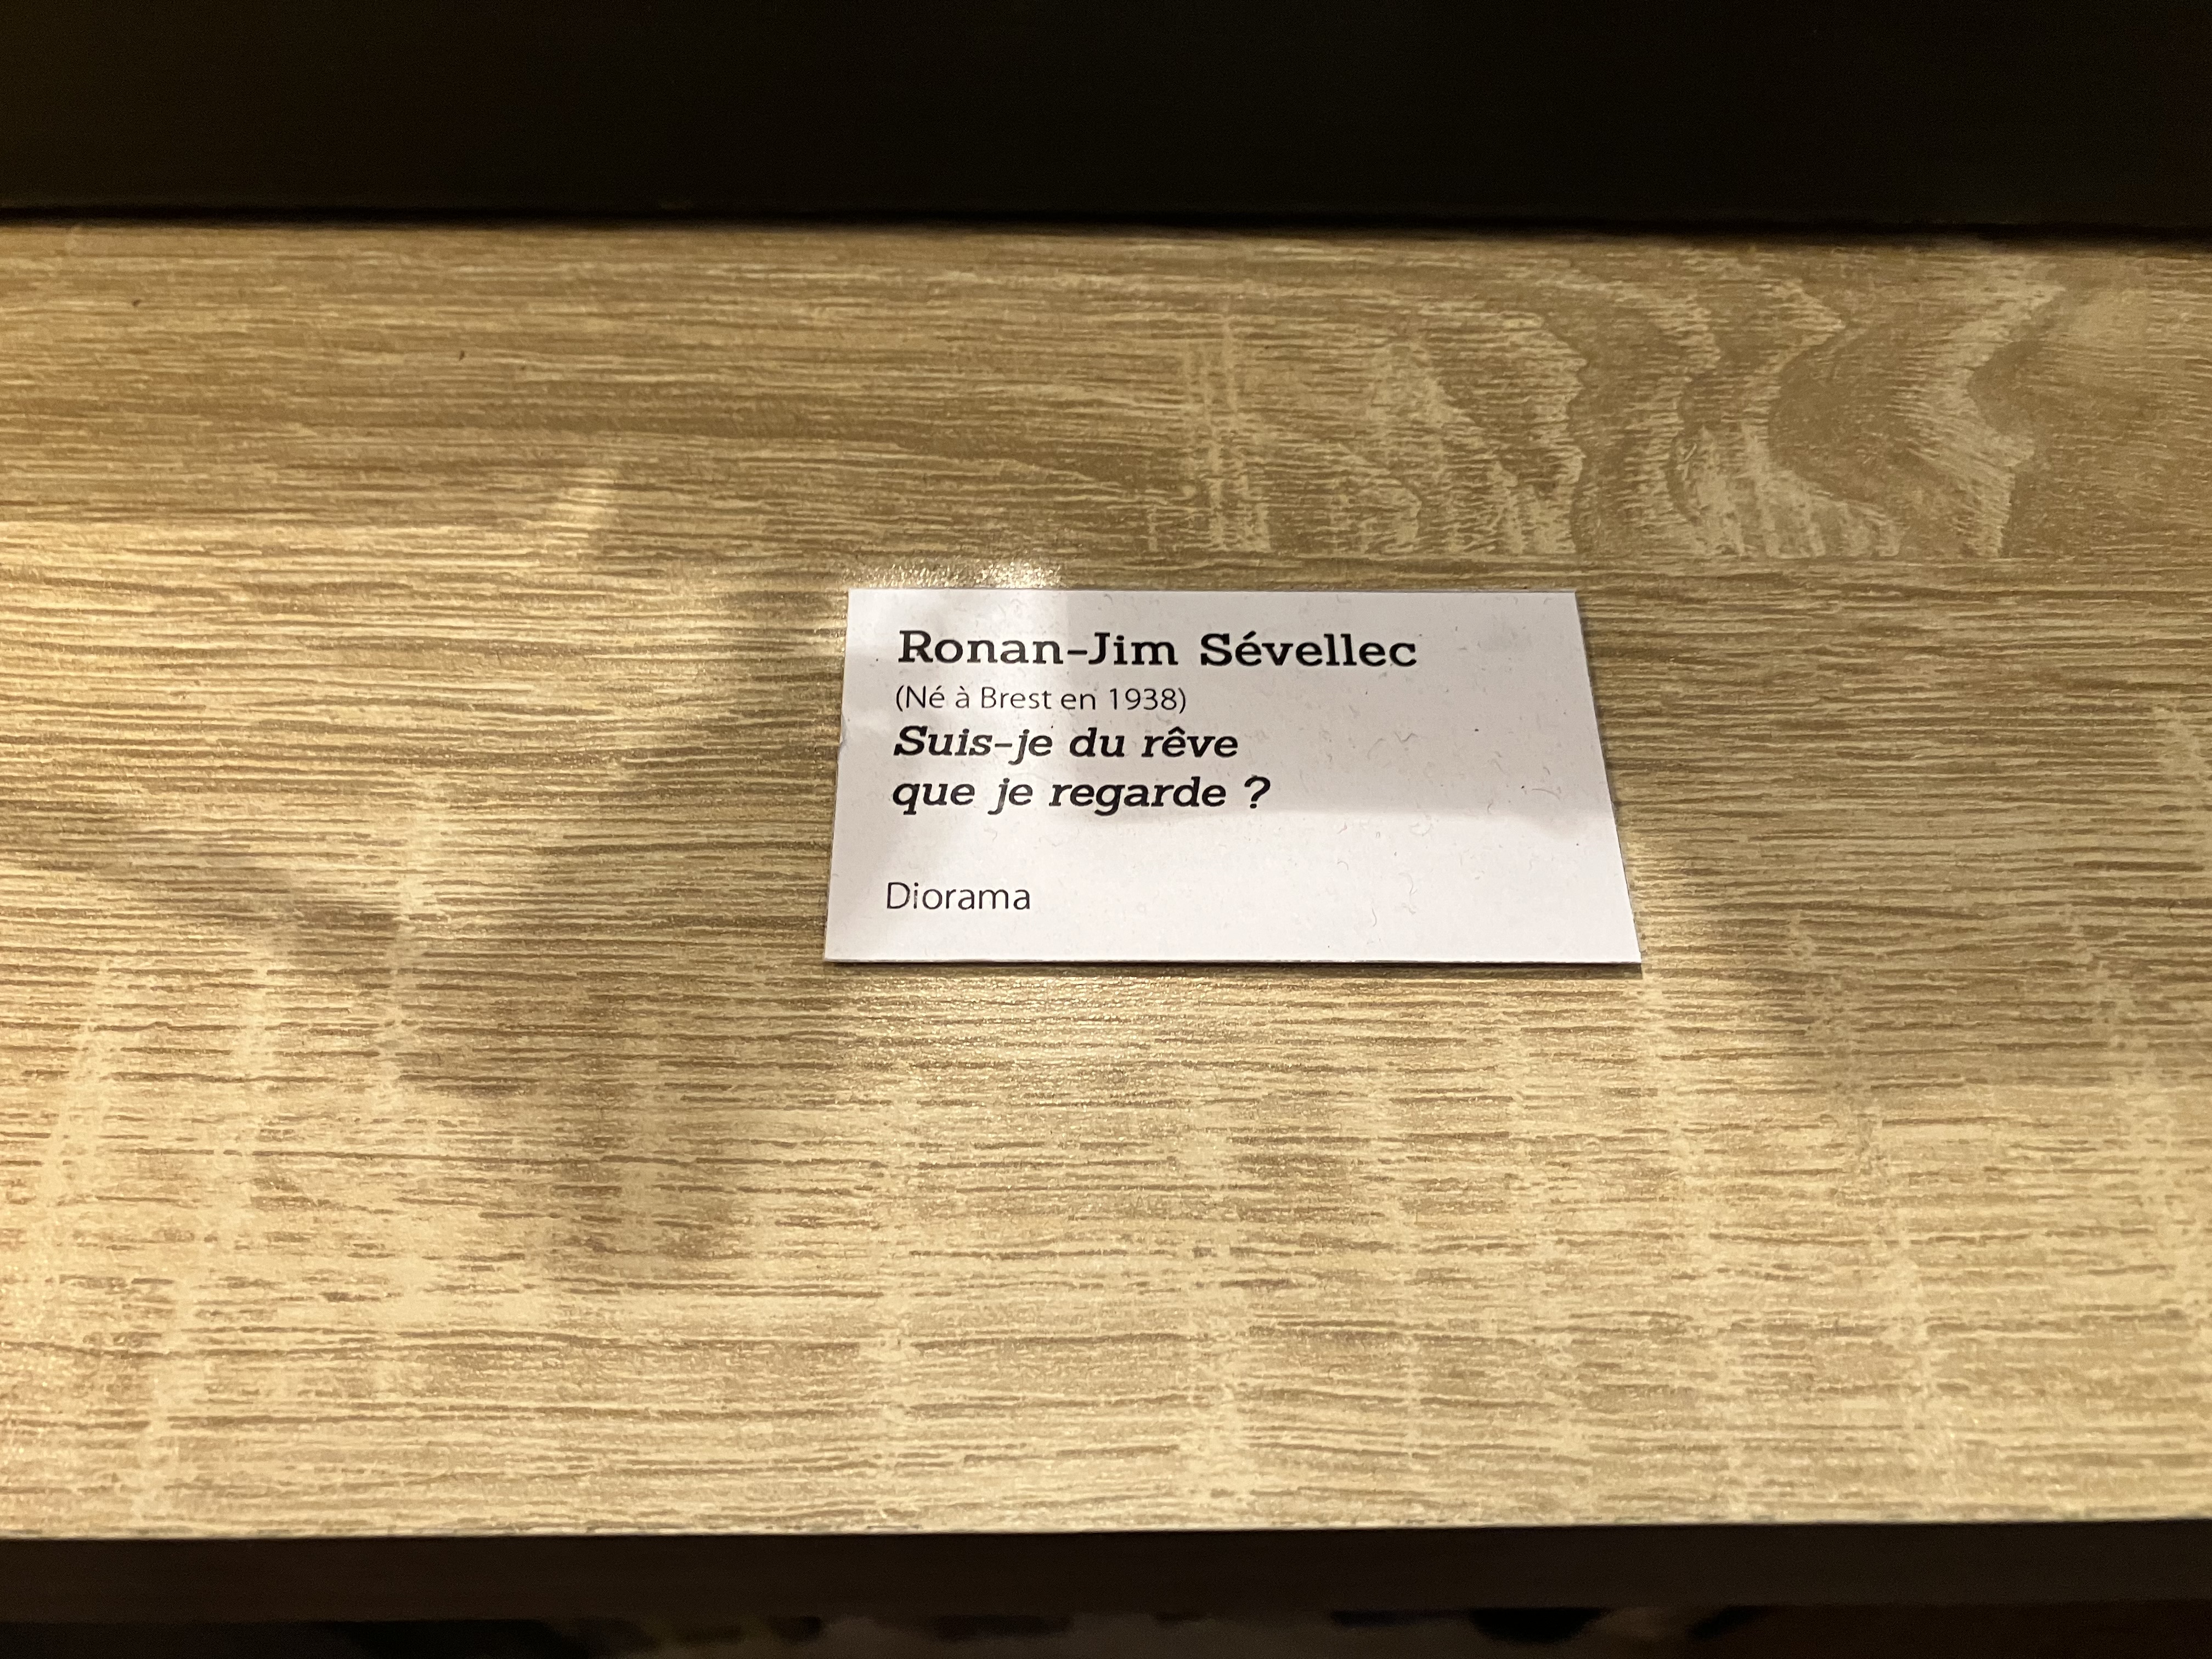 Ronan-Jim Sévellec
(Né à Brest en 1938)
Suis-je du rêve
que je regarde ?
Diorama